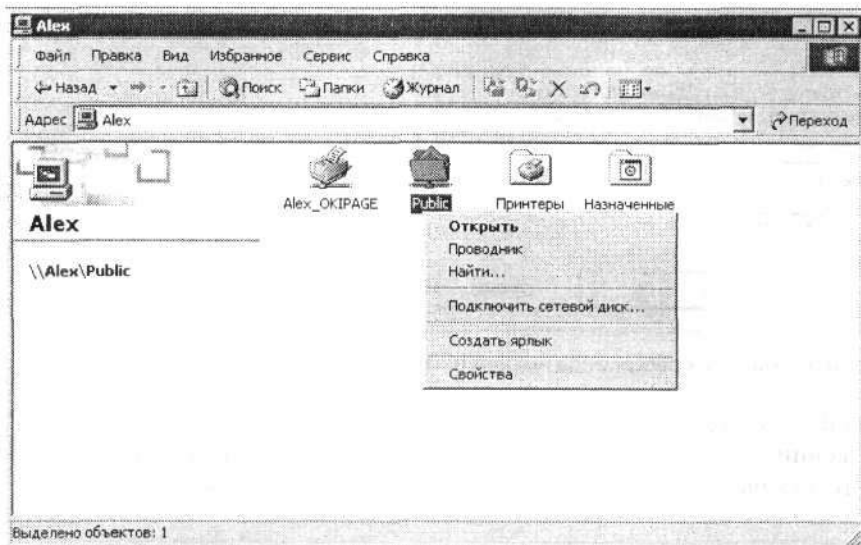 Alex
Файл Правка Вид Избранное Сервис Справка
Назад Поиск Папки Журнал
Адрес Alex Переход
Alex_OKIPAGE Public Принтеры Назначенные
Alex
\\Alex\Public
Открыть
Проводник
Найти...
Подключить сетевой диск...
Создать ярлык
Свойства
Выделено объектов: 1